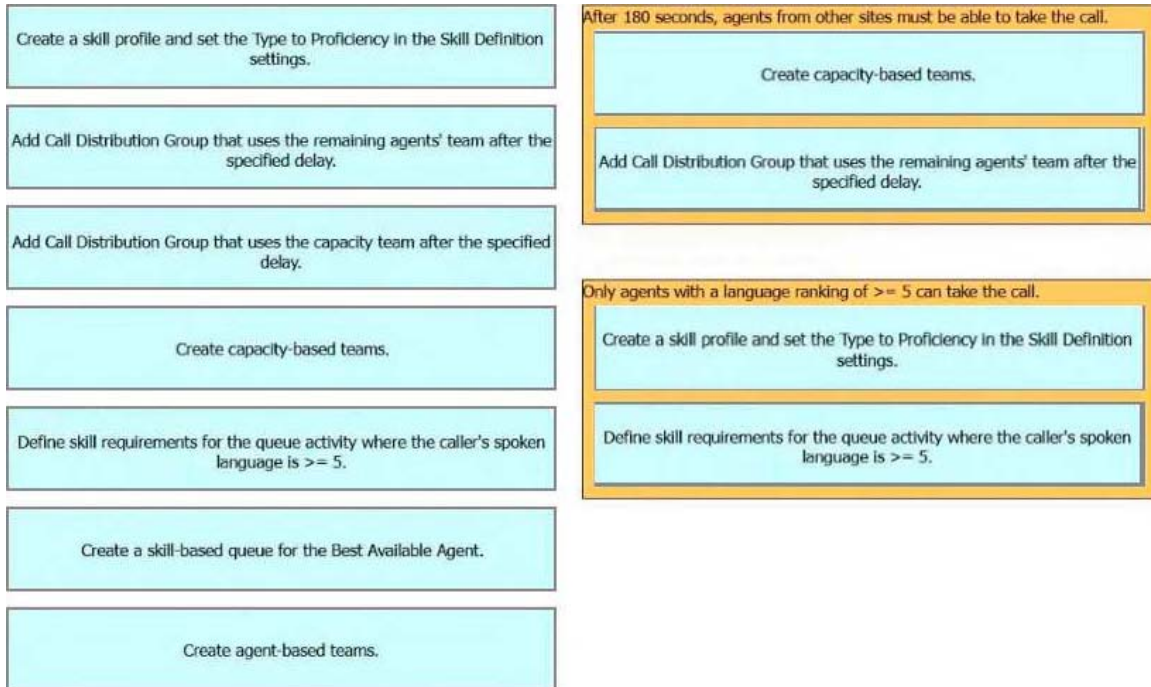 Create a skill profile and set the Type to Proficiency in the Skill Definition
settings.
Add Call Distribution Group that uses the remaining agents' team after the
specified delay.
Add Call Distribution Group that uses the capacity team after the specified
delay.
Create capacity-based teams.
Define skill requirements for the queue activity where the caller's spoken
language is >= 5.
Create a skill-based queue for the Best Available Agent.
Create agent-based teams.
After 180 seconds, agents from other sites must be able to take the call.
Create capacity-based teams.
Add Call Distribution Group that uses the remaining agents' team after the
specified delay.
Only agents with a language ranking of >= 5 can take the call.
Create a skill profile and set the Type to Proficiency in the Skill Definition
settings.
Define skill requirements for the queue activity where the caller's spoken
language is >= 5.